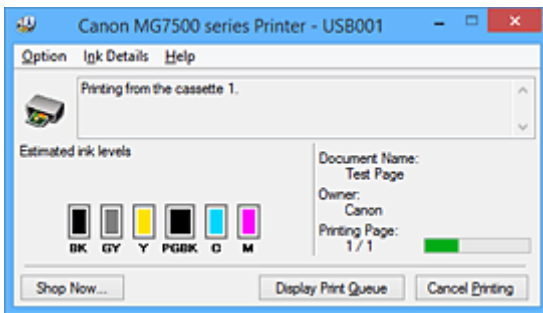 Canon MG7500 series Printer - USB001
Option Ink Details Help
Printing from the cassette 1.
Estimated ink levels
Document Name:
Test Page
Owner:
Canon
Printing Page:
1 / 1
BK GY Y PGBK C M
Shop Now... Display Print Queue Cancel Printing